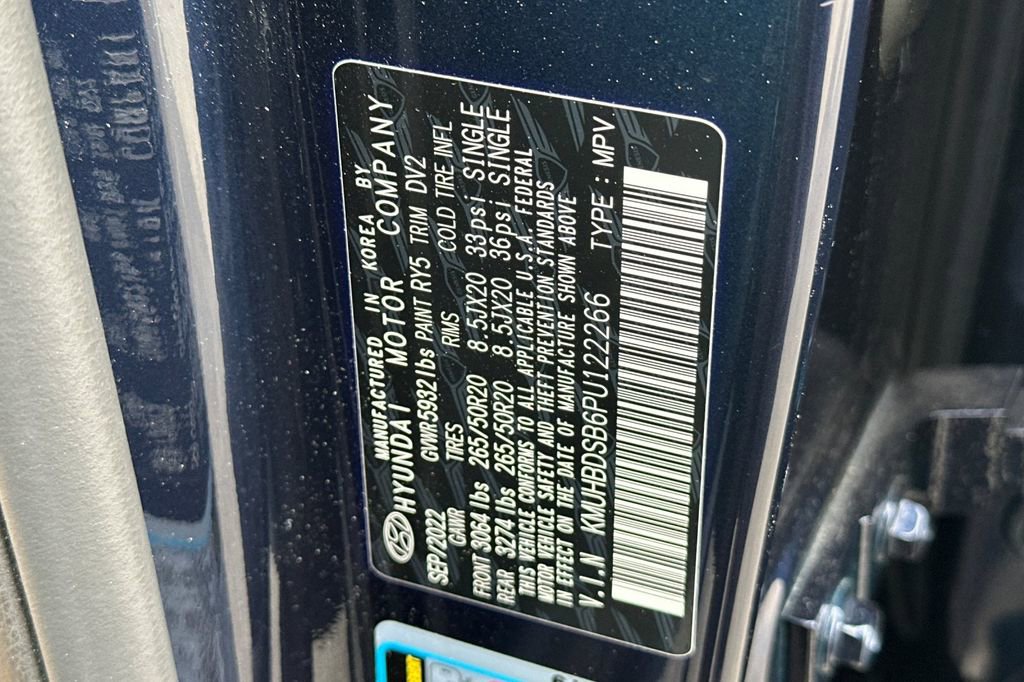 MANUFACTURED IN KOREA BY
HYUNDAI MOTOR COMPANY
SEP/2022 GVWR5932lbs PAINT RY5 TRIM DV2
GAWR TIRES RIMS COLD TIRE INFL
FRONT 3064 lbs 265/50R20 8.5JX20 33psi SINGLE
REAR 3274 lbs 265/50R20 8.5JX20 36psi SINGLE
THIS VEHICLE CONFORMS TO ALL APPLICABLE U.S.A. FEDERAL
MOTOR VEHICLE SAFETY AND THEFT PREVENTION STANDARDS
IN EFFECT ON THE DATE OF MANUFACTURE SHOWN ABOVE
V.I.N KMUHBDSB6PU122266 TYPE : MPV